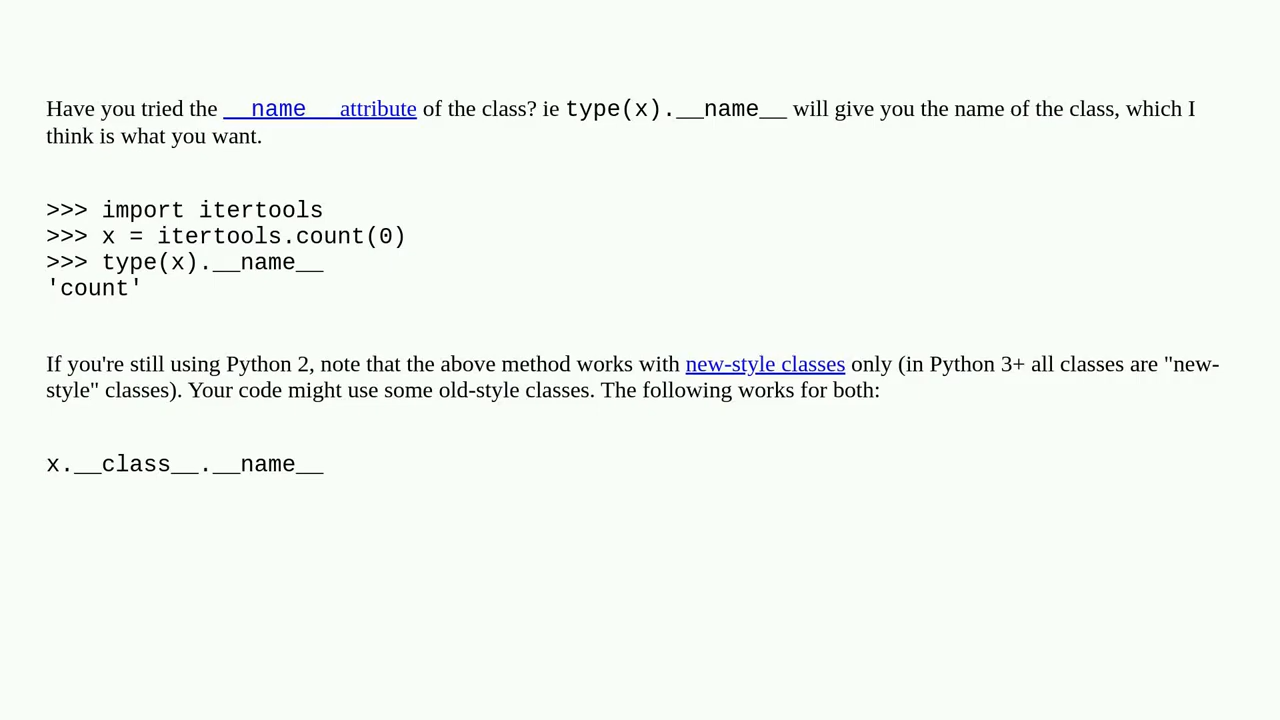 Have you tried the __name__ attribute of the class? ie type(x).__name__ will give you the name of the class, which I
think is what you want.
>>> import itertools
>>> x = itertools.count(0)
>>> type(x).__name__
'count'
If you're still using Python 2, note that the above method works with new-style classes only (in Python 3+ all classes are "new-
style" classes). Your code might use some old-style classes. The following works for both:
x.__class__.__name__